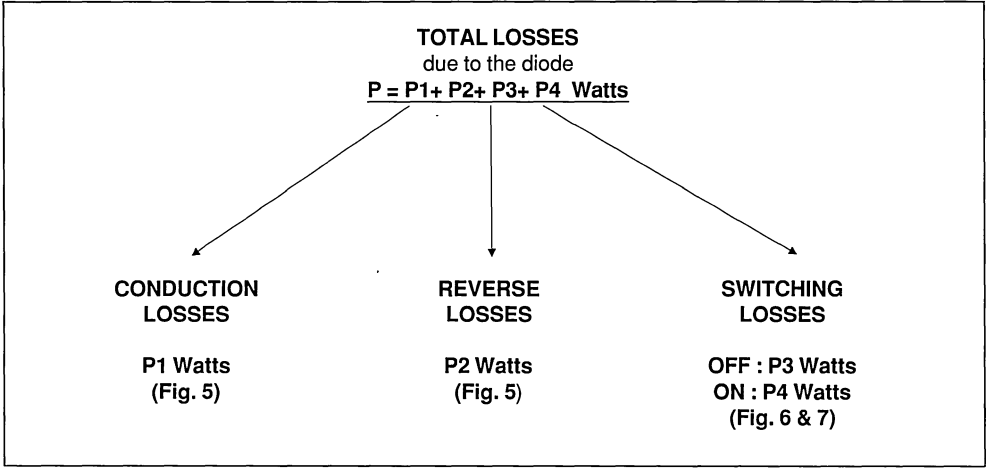 TOTAL LOSSES
due to the diode
P = P1+ P2+ P3+ P4 Watts
CONDUCTION
LOSSES
P1 Watts
(Fig. 5)
REVERSE
LOSSES
P2 Watts
(Fig. 5)
SWITCHING
LOSSES
OFF : P3 Watts
ON : P4 Watts
(Fig. 6 & 7)